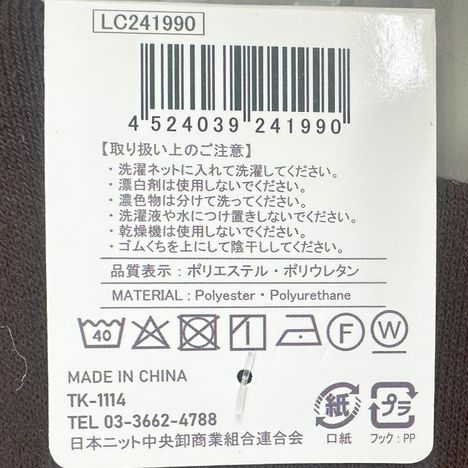 LC241990
4 524039 241990
【取り扱い上のご注意】
・洗濯ネットに入れて洗濯してください。
・漂白剤は使用しないでください。
・濃色物は分けて洗ってください。
・洗濯液や水につけ置きしないでください。
・乾燥機は使用しないでください。
・ゴムくちを上にして陰干ししてください。
品質表示：ポリエステル・ポリウレタン
MATERIAL：Polyester・Polyurethane
40 F W
MADE IN CHINA
TK-1114
TEL 03-3662-4788
日本ニット中央卸商業組合連合会
紙 プラ
口紙 フック：PP